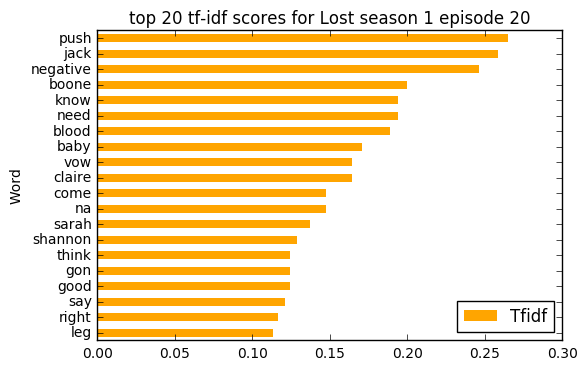 top 20 tf-idf scores for Lost season 1 episode 20
Word
push
jack
negative
boone
know
need
blood
baby
vow
claire
come
na
sarah
shannon
think
gon
good
say
right
leg
Tfidf
0.00 0.05 0.10 0.15 0.20 0.25 0.30